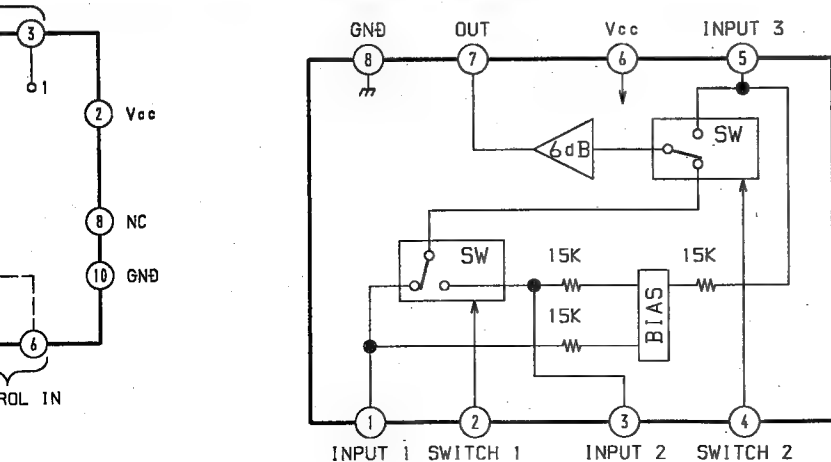 3
1
2 Vcc
8 NC
10 GND
6
ROL IN
GND OUT Vcc INPUT 3
8 7 6 5
SW
6dB
SW
15K 15K
BIAS
15K
1 2 3 4
INPUT 1 SWITCH 1 INPUT 2 SWITCH 2